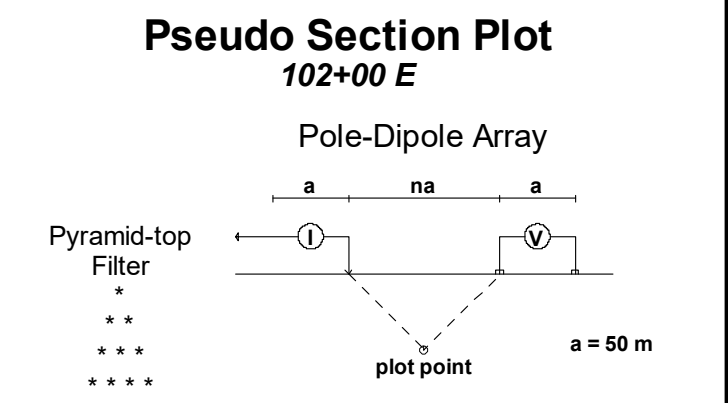 Pseudo Section Plot
102+00 E
Pole-Dipole Array
a na a
Pyramid-top
Filter
*
* *
* * *
* * * *
I V
plot point
a = 50 m